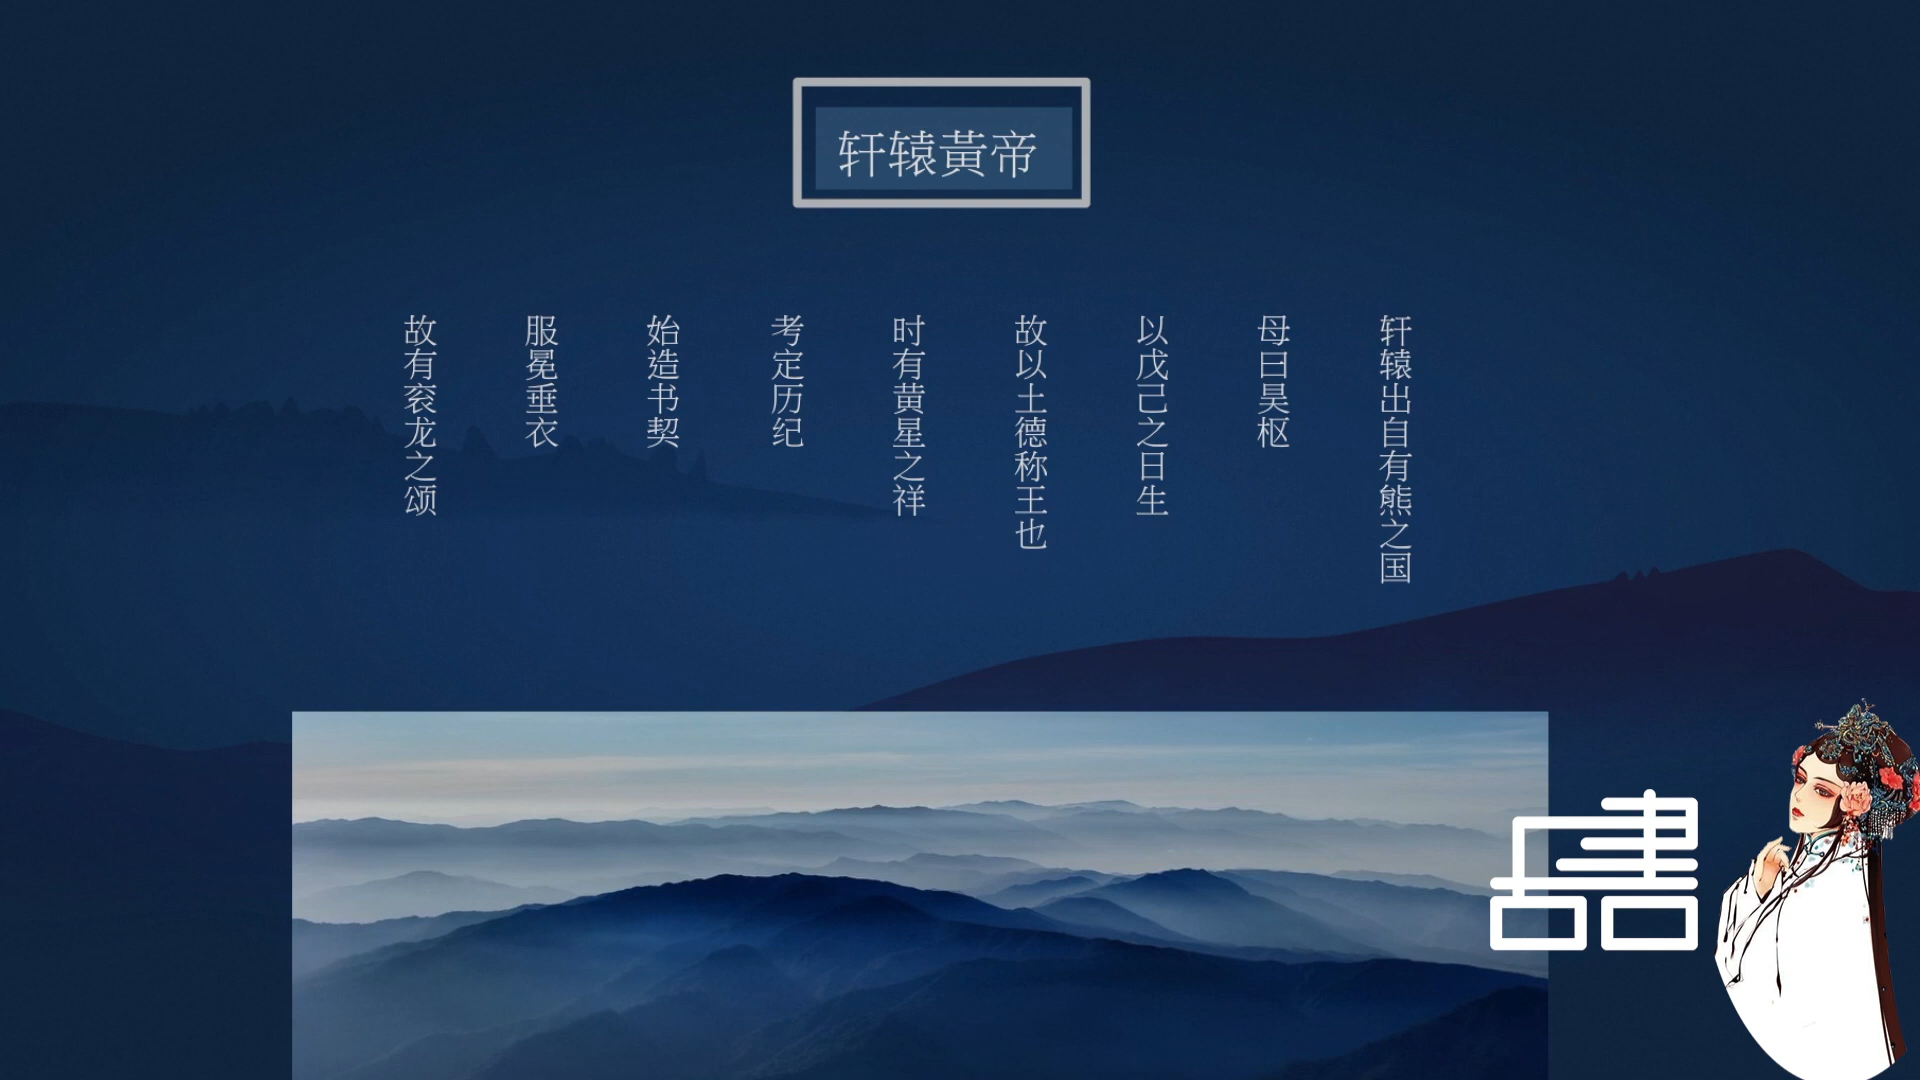 轩辕黃帝
轩辕出自有熊之国
母曰昊枢
以戊己之日生
故以土德称王也
时有黄星之祥
考定历纪
始造书契
服冕垂衣
故有衮龙之颂